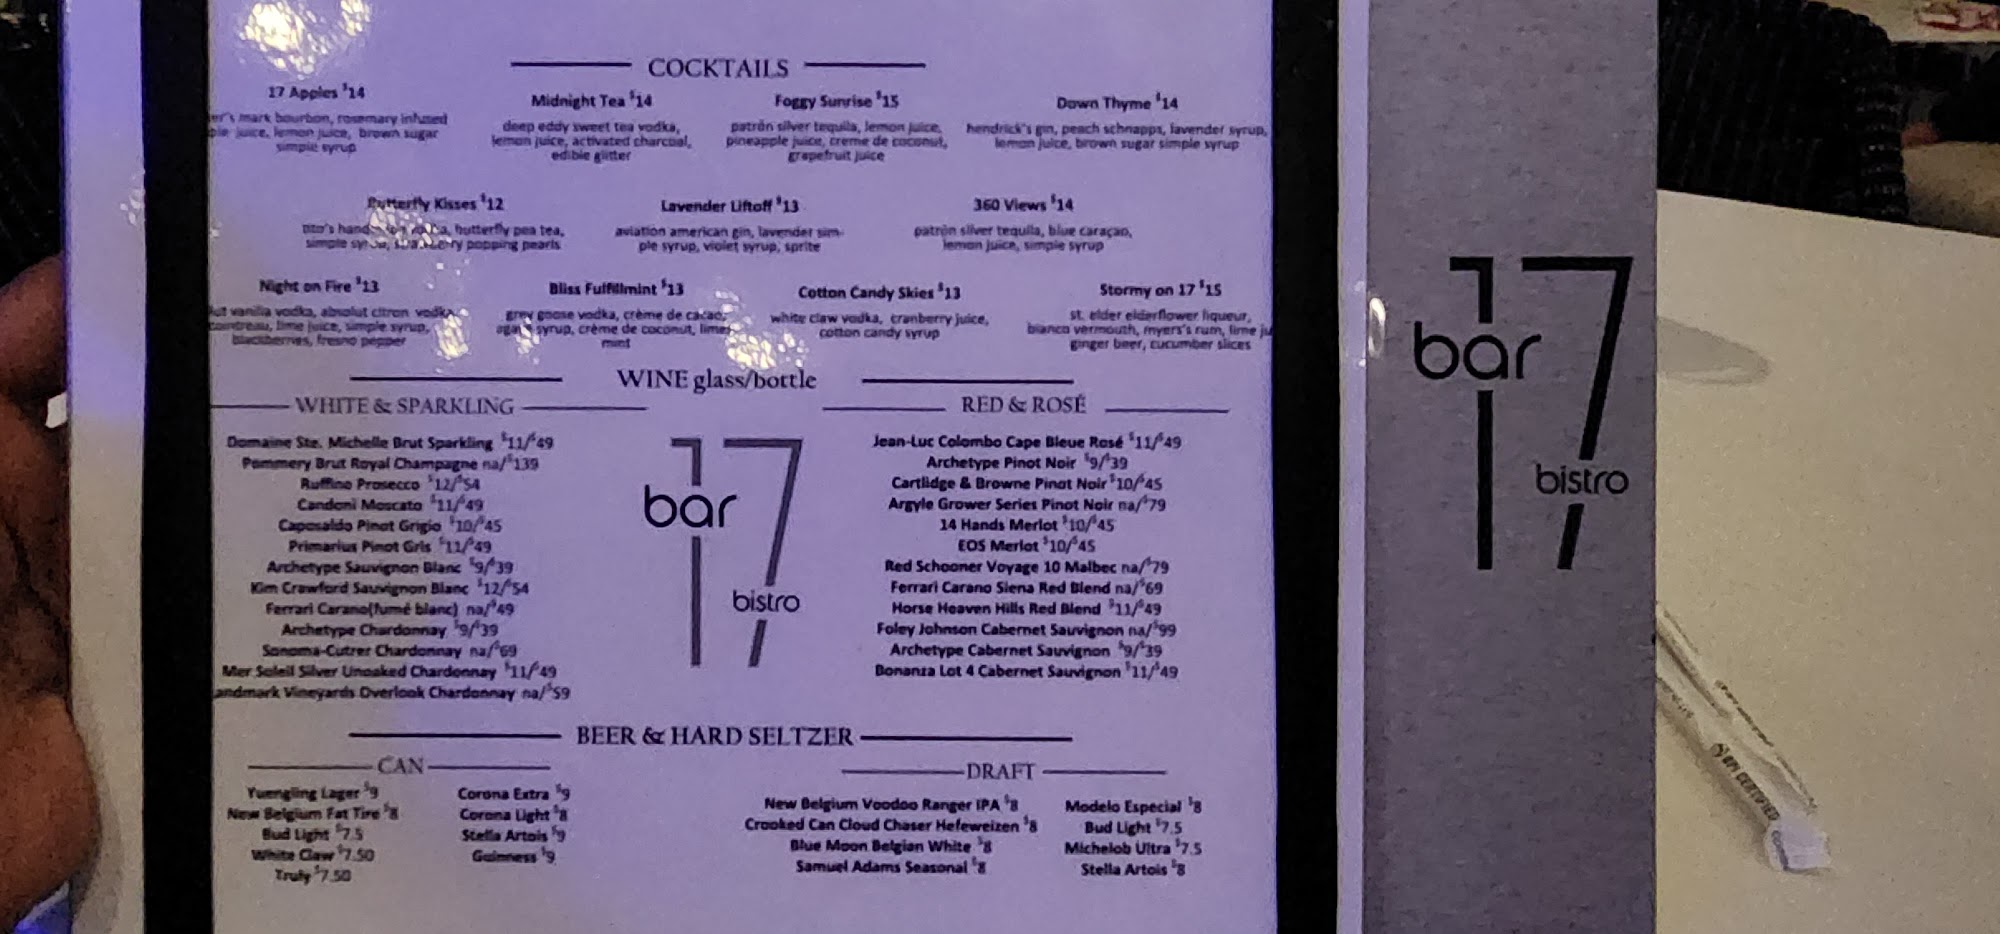 COCKTAILS
17 Apples $14
er's mark bourbon, rosemary infused
ple juice, lemon juice, brown sugar
simple syrup
Midnight Tea $14
deep eddy sweet tea vodka,
lemon juice, activated charcoal,
edible glitter
Foggy Sunrise $15
patrón silver tequila, lemon juice,
pineapple juice, creme de coconut,
grapefruit juice
Down Thyme $14
hendrick's gin, peach schnapps, lavender syrup,
lemon juice, brown sugar simple syrup
Butterfly Kisses $12
tito's vodka, butterfly pea tea,
simple popping pearls
Lavender Liftoff $13
aviation american gin, lavender sim-
ple syrup, violet syrup, sprite
360 Views $14
patrón silver tequila, blue curaçao,
lemon juice, simple syrup
Night on Fire $13
lut vanilla vodka, absolut citron vodka,
cointreau, lime juice, simple syrup,
blackberries, fresno pepper
Bliss Fulfillmint $13
grey goose vodka, crème de cacao,
syrup, crème de coconut, lime,
mint
Cotton Candy Skies $13
white claw vodka, cranberry juice,
cotton candy syrup
Stormy on 17 $15
st. elder elderflower liqueur,
bianco vermouth, myers's rum, lime ju
ginger beer, cucumber slices
WINE glass/bottle
WHITE & SPARKLING
Domaine Ste. Michelle Brut Sparkling $11/$49
Pommery Brut Royal Champagne na/$139
Ruffino Prosecco $12/$54
Candoni Moscato $11/$49
Caposaldo Pinot Grigio $10/$45
Primarius Pinot Gris $11/$49
Archetype Sauvignon Blanc $9/$39
Kim Crawford Sauvignon Blanc $12/$54
Ferrari Carano(fumé blanc) na/$49
Archetype Chardonnay $9/$39
Sonoma-Cutrer Chardonnay na/$69
Mer Soleil Silver Unoaked Chardonnay $11/$49
andmark Vineyards Overlook Chardonnay na/$59
17
bar
bistro
RED & ROSÉ
Jean-Luc Colombo Cape Bleue Rosé $11/$49
Archetype Pinot Noir $9/$39
Cartlidge & Browne Pinot Noir $10/$45
Argyle Grower Series Pinot Noir na/$79
14 Hands Merlot $10/$45
EOS Merlot $10/$45
Red Schooner Voyage 10 Malbec na/$79
Ferrari Carano Siena Red Blend na/$69
Horse Heaven Hills Red Blend $11/$49
Foley Johnson Cabernet Sauvignon na/$99
Archetype Cabernet Sauvignon $9/$39
Bonanza Lot 4 Cabernet Sauvignon $11/$49
BEER & HARD SELTZER
CAN
Yuengling Lager $9
New Belgium Fat Tire $8
Bud Light $7.5
White Claw $7.50
Truly $7.50
Corona Extra $9
Corona Light $8
Stella Artois $9
Guinness $9
DRAFT
New Belgium Voodoo Ranger IPA $8
Crooked Can Cloud Chaser Hefeweizen $8
Blue Moon Belgian White $8
Samuel Adams Seasonal $8
Modelo Especial $8
Bud Light $7.5
Michelob Ultra $7.5
Stella Artois $8
17
bar
bistro
BPI CERTIFIED